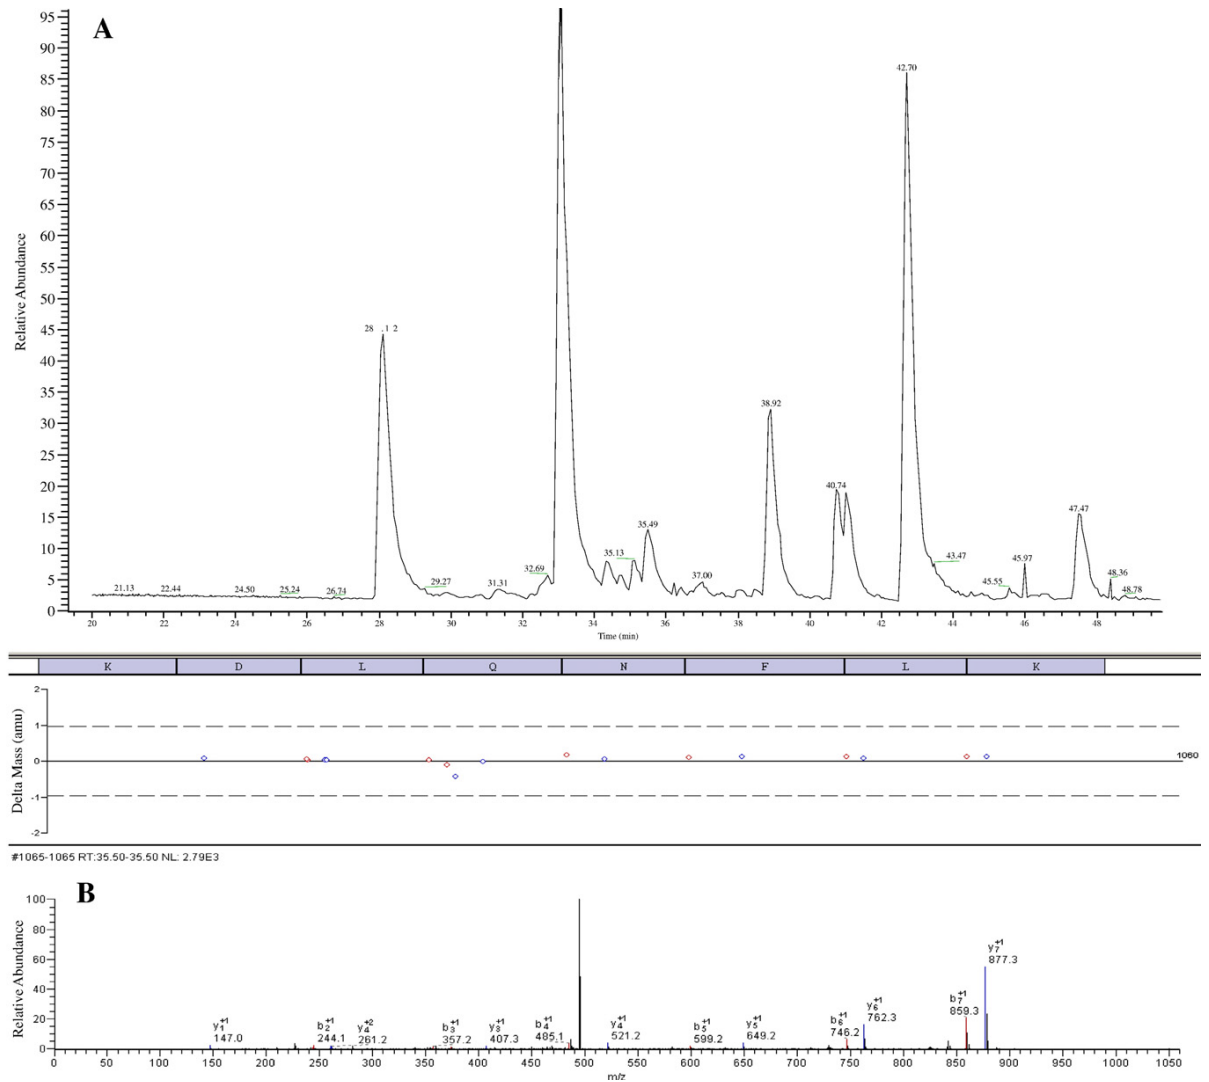 A
95
90
85
80
75
70
65
60
55
50
45
40
35
30
25
20
15
10
5
0
Relative Abundance
42.70
28 .1 2
38.92
40.74
47.47
35.49
35.13
32.69
43.47
45.97
37.00
29.27
31.31
48.36
45.55
48.78
21.13 22.44 24.50 25.24 26.74
20 22 24 26 28 30 32 34 36 38 40 42 44 46 48
Time (min)
K D L Q N F L K
2
1
0
-1
-2
Delta Mass (amu)
1060
#1065-1065 RT:35.50-35.50 NL: 2.79E3
B
100
80
60
40
20
0
Relative Abundance
y7+1
877.3
b7+1
859.3
y6+1
762.3
b6+1
746.2
y1+1
147.0
b2+1
244.1
y4+2
261.2
b3+1
357.2
y3+1
407.3
b4+1
485.1
y4+1
521.2
b5+1
599.2
y5+1
649.2
0 50 100 150 200 250 300 350 400 450 500 550 600 650 700 750 800 850 900 950 1000 1050
m/z